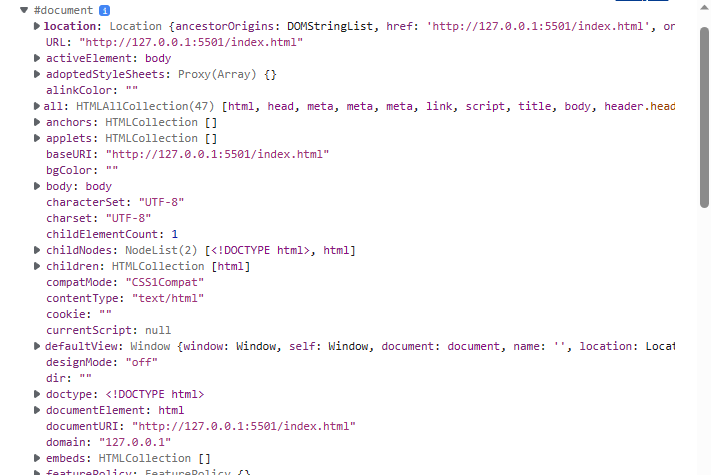 #document
location: Location {ancestorOrigins: DOMStringList, href: 'http://127.0.0.1:5501/index.html', or
URL: "http://127.0.0.1:5501/index.html"
activeElement: body
adoptedStyleSheets: Proxy(Array) {}
alinkColor: ""
all: HTMLAllCollection(47) [html, head, meta, meta, meta, link, script, title, body, header.head
anchors: HTMLCollection []
applets: HTMLCollection []
baseURI: "http://127.0.0.1:5501/index.html"
bgColor: ""
body: body
characterSet: "UTF-8"
charset: "UTF-8"
childElementCount: 1
childNodes: NodeList(2) [<!DOCTYPE html>, html]
children: HTMLCollection [html]
compatMode: "CSS1Compat"
contentType: "text/html"
cookie: ""
currentScript: null
defaultView: Window {window: Window, self: Window, document: document, name: '', location: Locat
designMode: "off"
dir: ""
doctype: <!DOCTYPE html>
documentElement: html
documentURI: "http://127.0.0.1:5501/index.html"
domain: "127.0.0.1"
embeds: HTMLCollection []
featurePolicy: FeaturePolicy {}